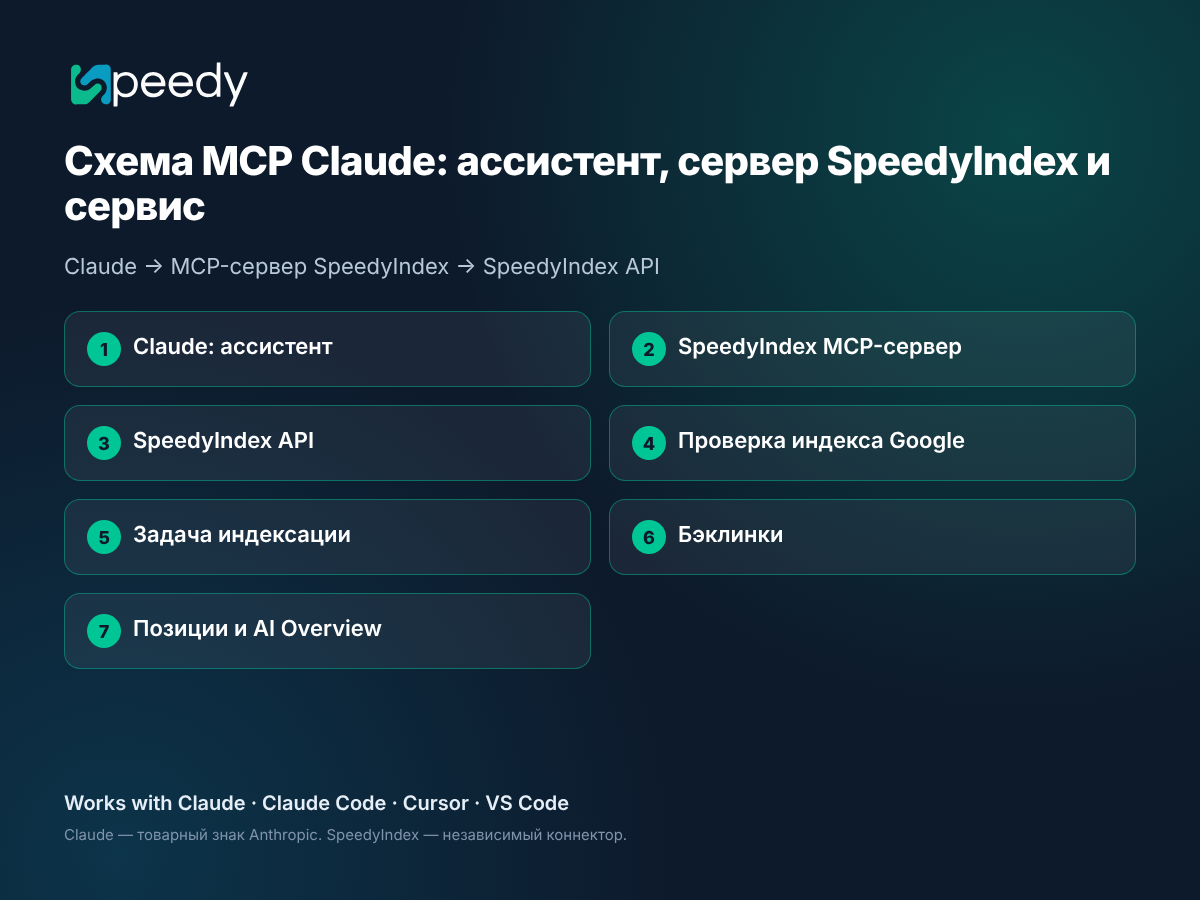 Speedy
Схема MCP Claude: ассистент, сервер SpeedyIndex и
сервис
Claude → MCP-сервер SpeedyIndex → SpeedyIndex API
1 Claude: ассистент
2 SpeedyIndex MCP-сервер
3 SpeedyIndex API
4 Проверка индекса Google
5 Задача индексации
6 Бэклинки
7 Позиции и AI Overview
Works with Claude · Claude Code · Cursor · VS Code
Claude — товарный знак Anthropic. SpeedyIndex — независимый коннектор.